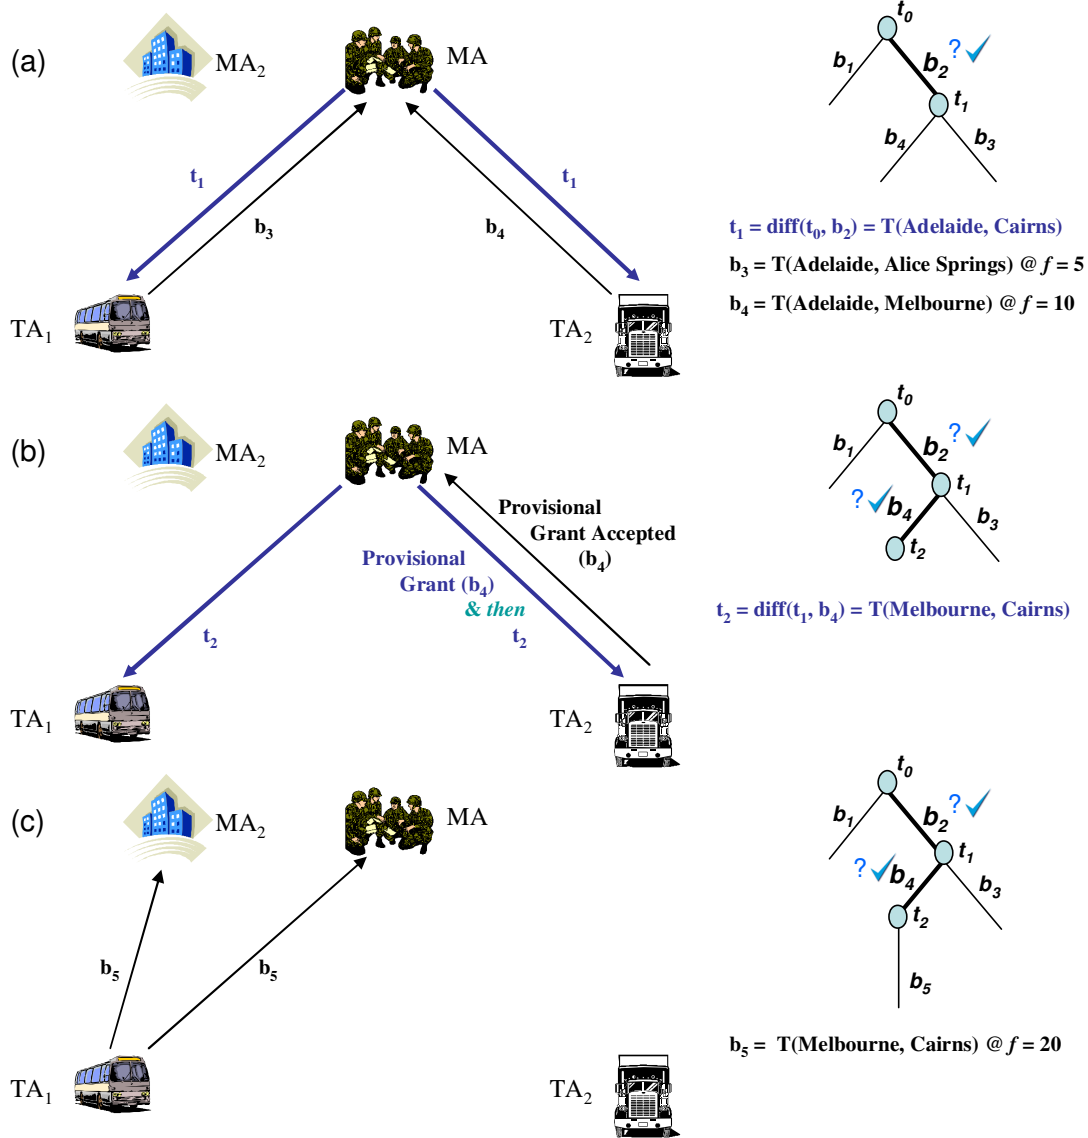 (a)
MA₂
MA
t₁
t₁
b₃
b₄
TA₁
TA₂
t₀
b₁
b₂ ?
t₁
b₄
b₃
t₁ = diff(t₀, b₂) = T(Adelaide, Cairns)
b₃ = T(Adelaide, Alice Springs) @ f = 5
b₄ = T(Adelaide, Melbourne) @ f = 10
(b)
MA₂
MA
Provisional
Grant Accepted
(b₄)
Provisional
Grant (b₄)
& then
t₂
t₂
TA₁
TA₂
t₀
b₁
b₂ ?
t₁
? b₄
b₃
t₂
t₂ = diff(t₁, b₄) = T(Melbourne, Cairns)
(c)
MA₂
MA
b₅
b₅
TA₁
TA₂
t₀
b₁
b₂ ?
t₁
? b₄
b₃
t₂
b₅
b₅ = T(Melbourne, Cairns) @ f = 20